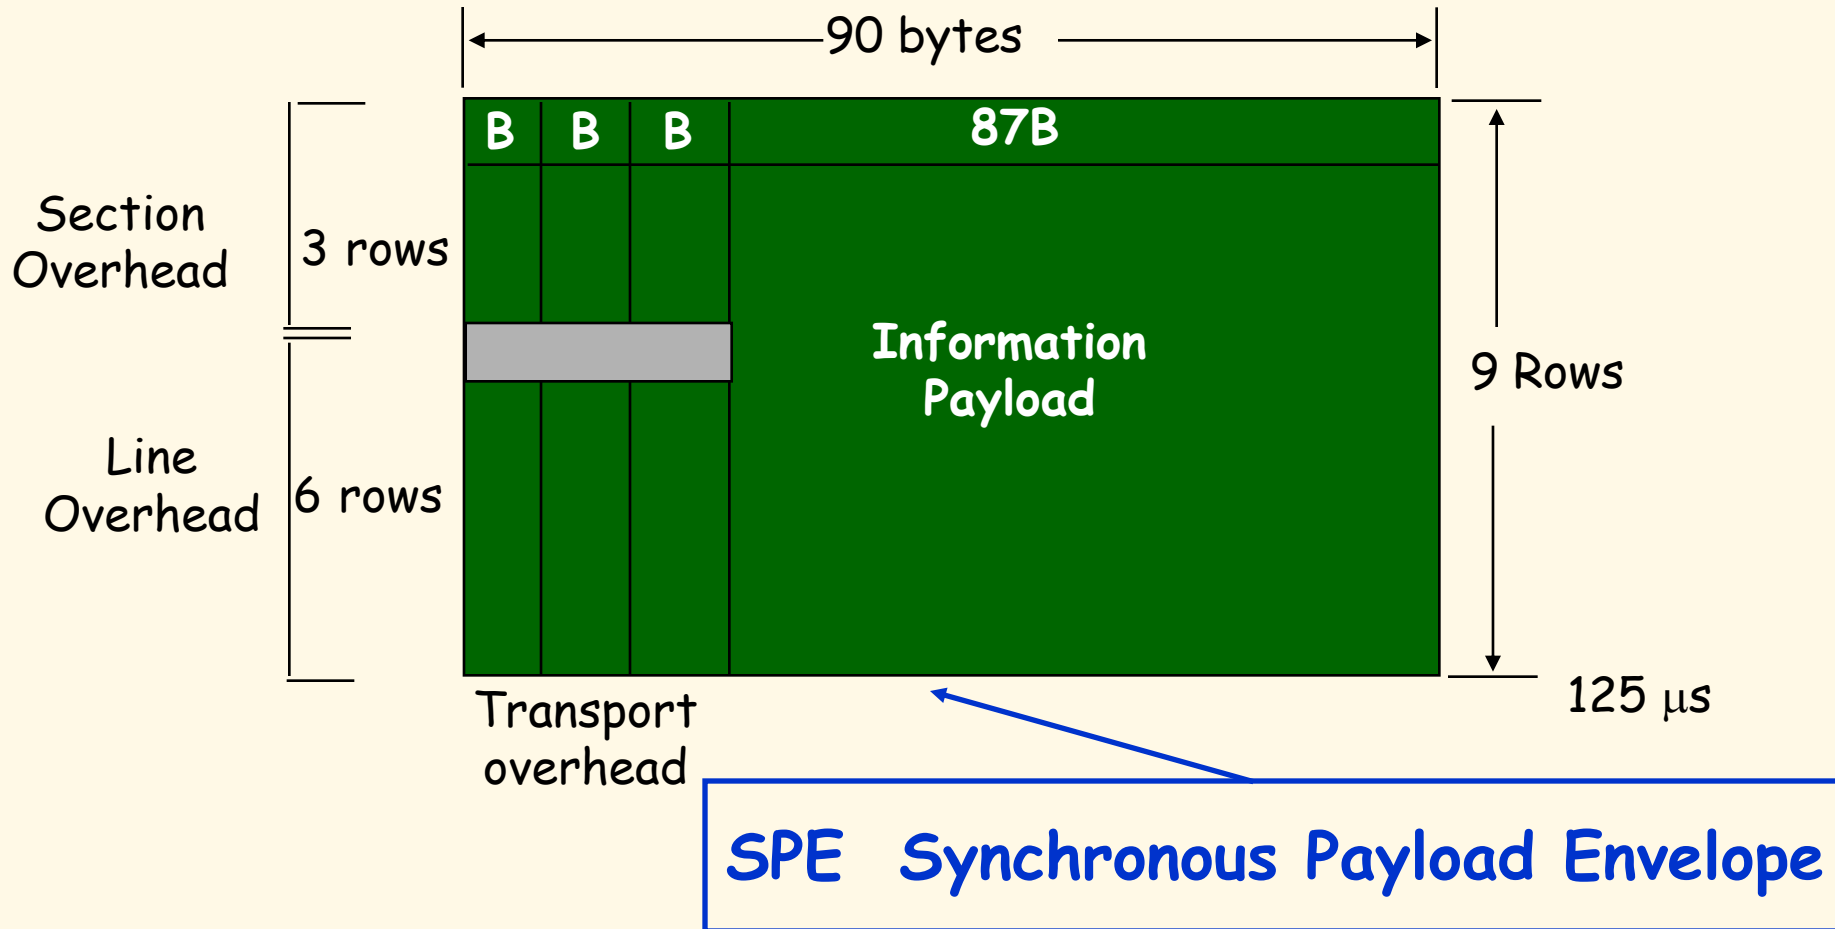 90 bytes
B B B 87B
Section
Overhead
3 rows
Information
Payload
9 Rows
Line
Overhead
6 rows
Transport
overhead
125 μs
SPE Synchronous Payload Envelope